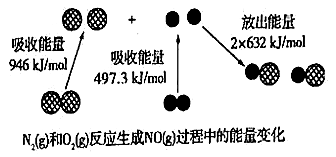 +
吸收能量
946 kJ/mol
吸收能量
497.3 kJ/mol
放出能量
2×632 kJ/mol
N₂(g)和O₂(g)反应生成NO(g)过程中的能量变化